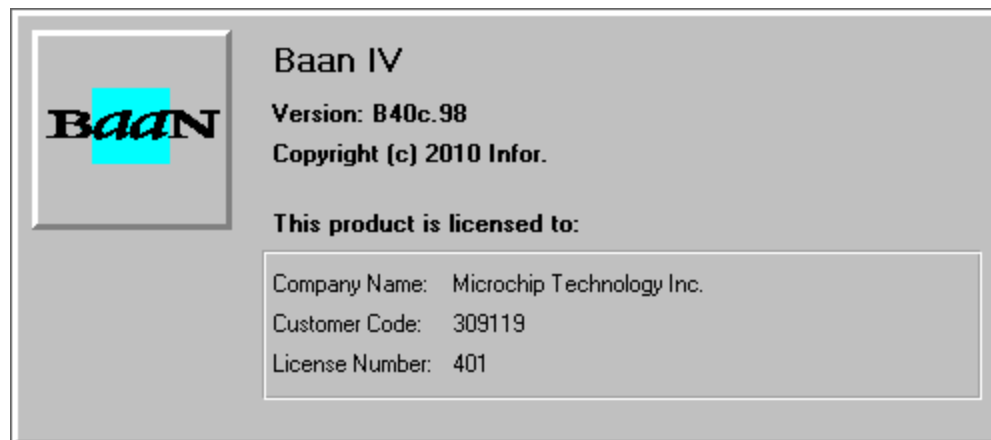 BaaN
Baan IV
Version: B40c.98
Copyright (c) 2010 Infor.
This product is licensed to:
Company Name: Microchip Technology Inc.
Customer Code: 309119
License Number: 401